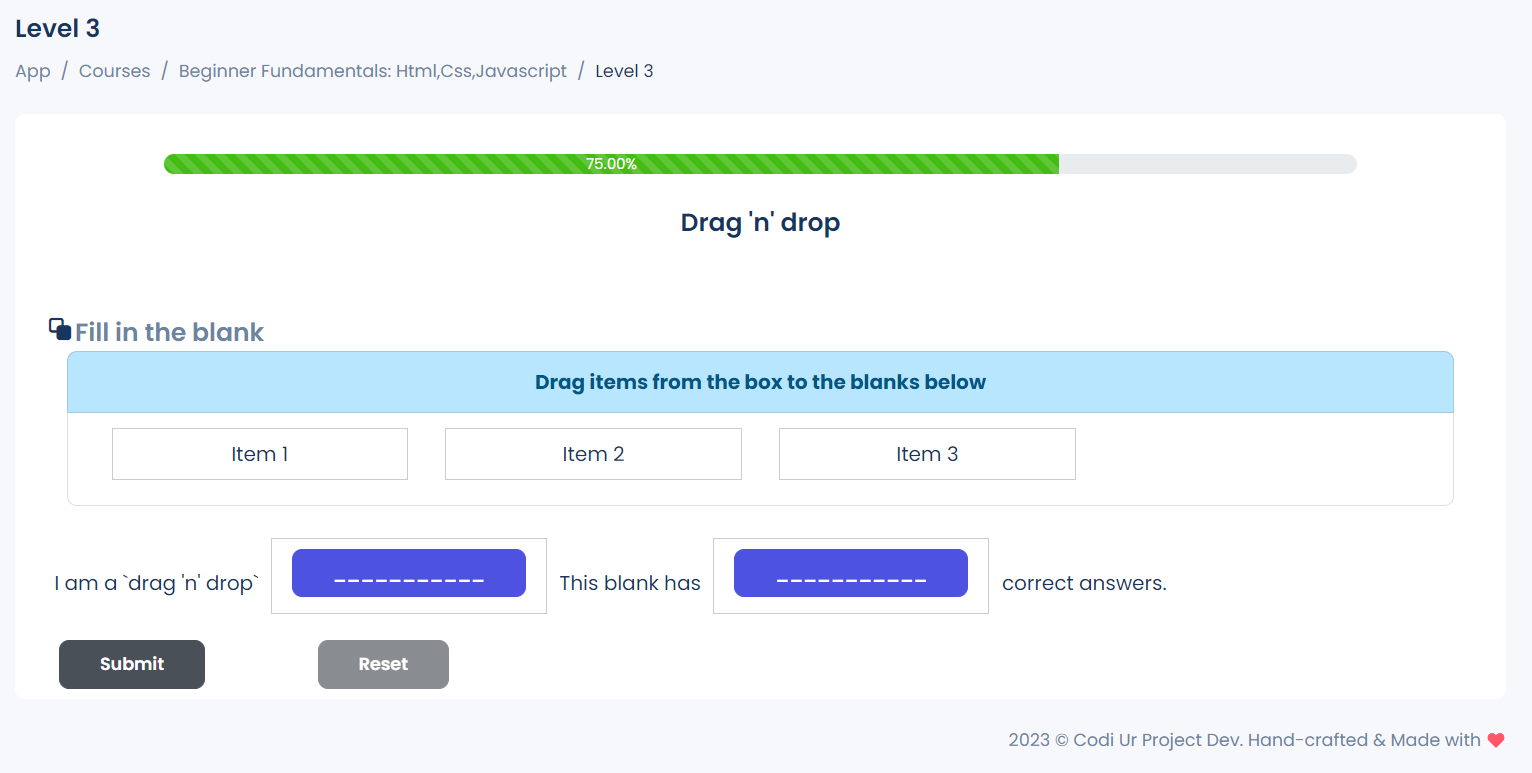 Level 3
App / Courses / Beginner Fundamentals: Html,Css,Javascript / Level 3
75.00%
Drag 'n' drop
Fill in the blank
Drag items from the box to the blanks below
Item 1 Item 2 Item 3
I am a `drag 'n' drop` ___________ This blank has ___________ correct answers.
Submit Reset
2023 © Codi Ur Project Dev. Hand-crafted & Made with